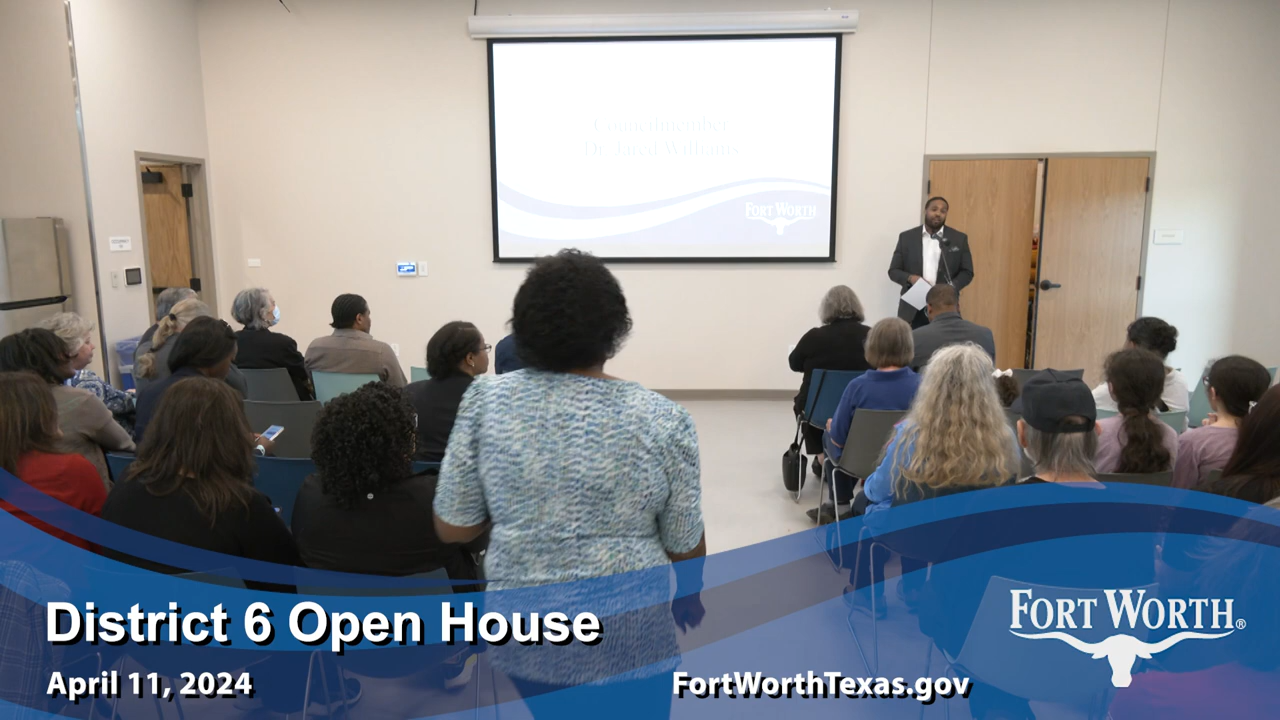 Councilmember
Dr. Jared Williams
FORT WORTH
District 6 Open House
April 11, 2024
FortWorthTexas.gov
FORT WORTH®